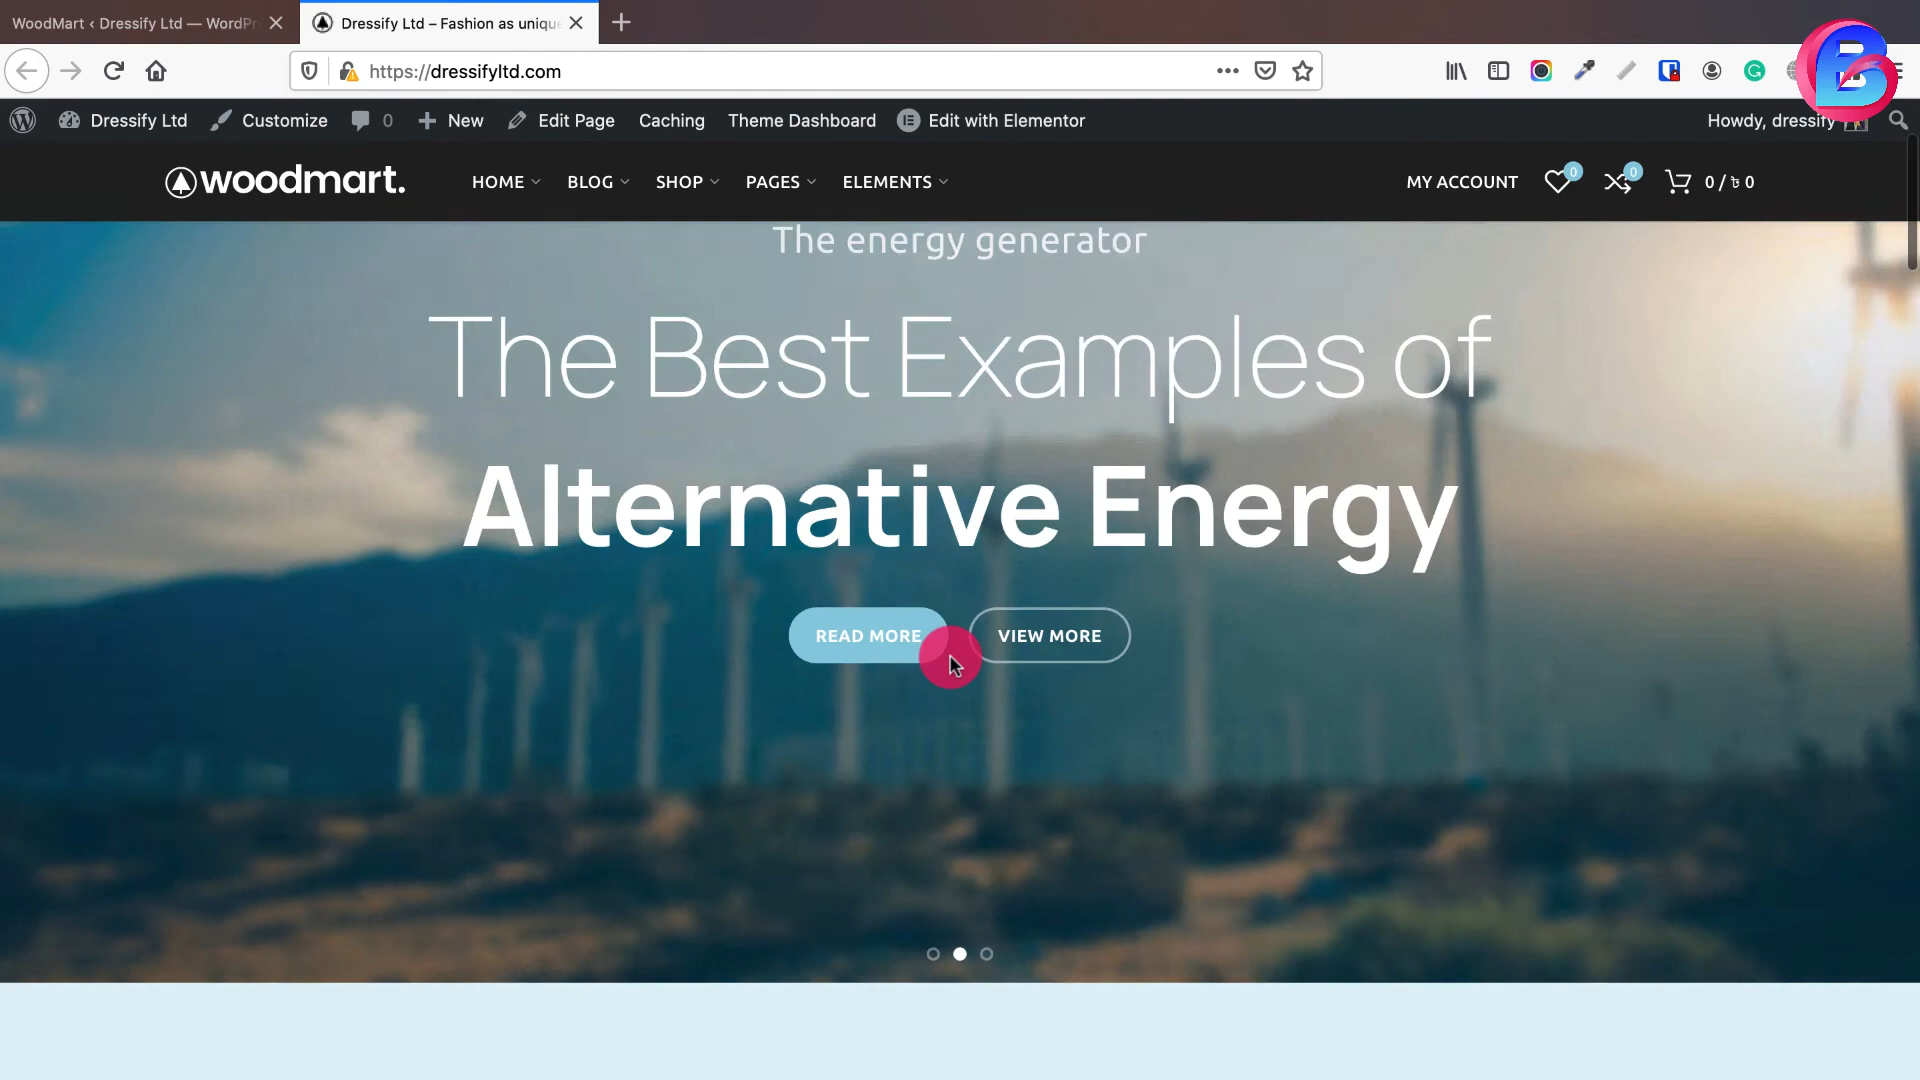 WoodMart ‹ Dressify Ltd — WordPr
Dressify Ltd – Fashion as uniqu
https://dressifyltd.com
Dressify Ltd
Customize
0
New
Edit Page
Caching
Theme Dashboard
Edit with Elementor
Howdy, dressify
woodmart.
HOME
BLOG
SHOP
PAGES
ELEMENTS
MY ACCOUNT
0
0
0 / ৳ 0
The energy generator
The Best Examples of
Alternative Energy
READ MORE
VIEW MORE